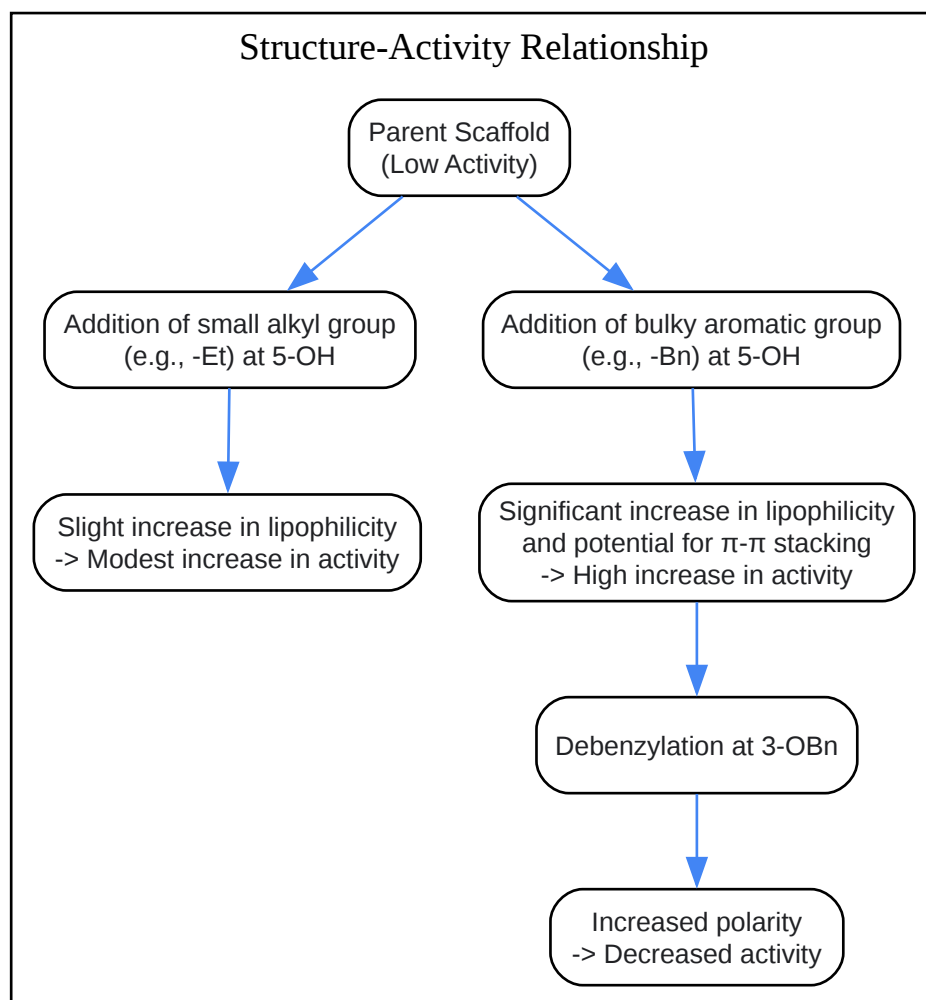 Structure-Activity Relationship
Parent Scaffold
(Low Activity)
Addition of small alkyl group
(e.g., -Et) at 5-OH
Addition of bulky aromatic group
(e.g., -Bn) at 5-OH
Slight increase in lipophilicity
-> Modest increase in activity
Significant increase in lipophilicity
and potential for π-π stacking
-> High increase in activity
Debenzylation at 3-OBn
Increased polarity
-> Decreased activity